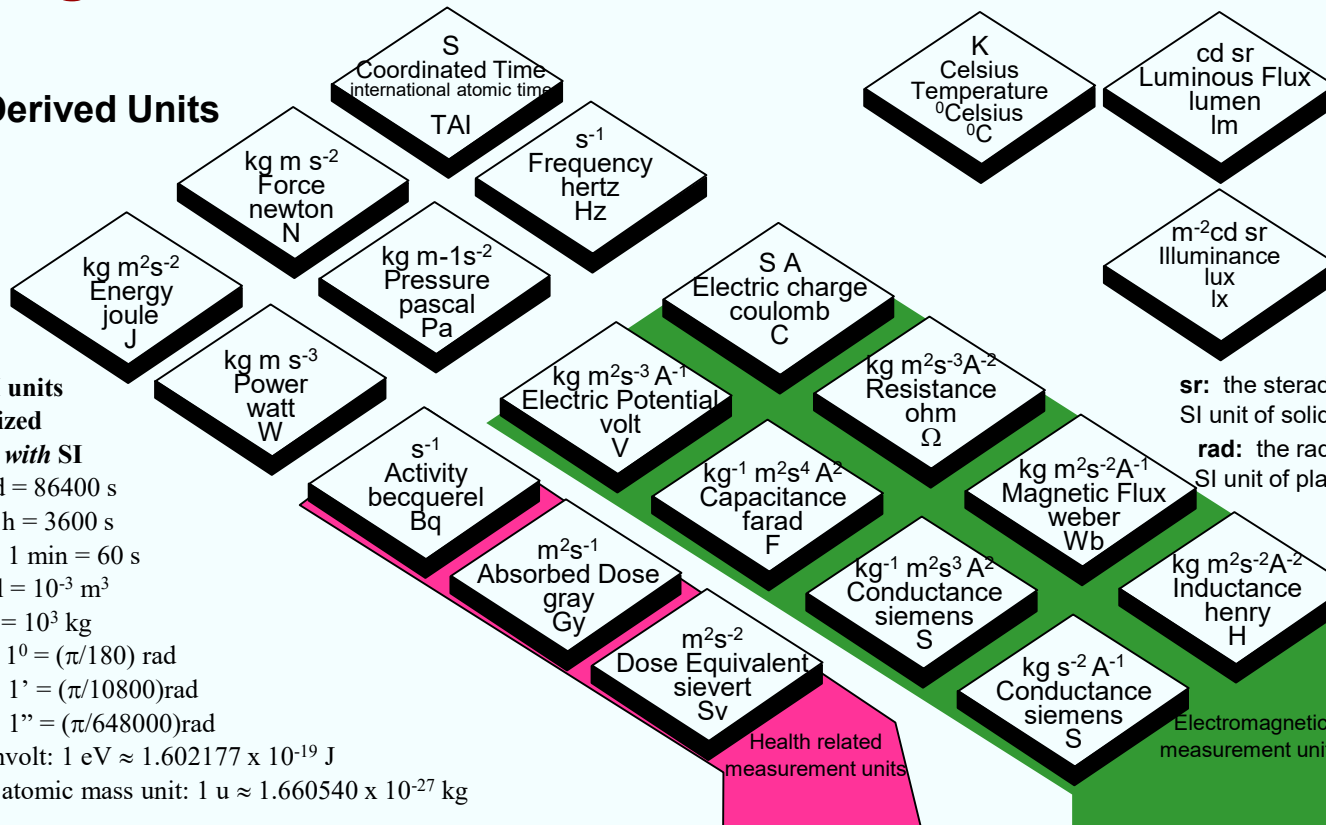 Derived Units
S
Coordinated Time
international atomic time
TAI
K
Celsius
Temperature
⁰Celsius
⁰C
cd sr
Luminous Flux
lumen
lm
kg m s⁻²
Force
newton
N
s⁻¹
Frequency
hertz
Hz
kg m²s⁻²
Energy
joule
J
kg m-1s⁻²
Pressure
pascal
Pa
S A
Electric charge
coulomb
C
m⁻²cd sr
Illuminance
lux
lx
kg m s⁻³
Power
watt
W
kg m²s⁻³ A⁻¹
Electric Potential
volt
V
kg m²s⁻³A⁻²
Resistance
ohm
Ω
s⁻¹
Activity
becquerel
Bq
kg⁻¹ m²s⁴ A²
Capacitance
farad
F
kg m²s⁻²A⁻¹
Magnetic Flux
weber
Wb
m²s⁻¹
Absorbed Dose
gray
Gy
kg⁻¹ m²s³ A²
Conductance
siemens
S
kg m²s⁻²A⁻²
Inductance
henry
H
m²s⁻²
Dose Equivalent
sievert
Sv
kg s⁻² A⁻¹
Conductance
siemens
S
sr: the
SI unit of
rad: the
SI unit of
units
with SI
= 86400 s
h = 3600 s
1 min = 60 s
= 10⁻³ m³
= 10³ kg
1⁰ = (π/180) rad
1’ = (π/10800)rad
1” = (π/648000)rad
1 eV ≈ 1.602177 x 10⁻¹⁹ J
atomic mass unit: 1 u ≈ 1.660540 x 10⁻²⁷ kg
Health related
measurement units
Electromagnetic
measurement